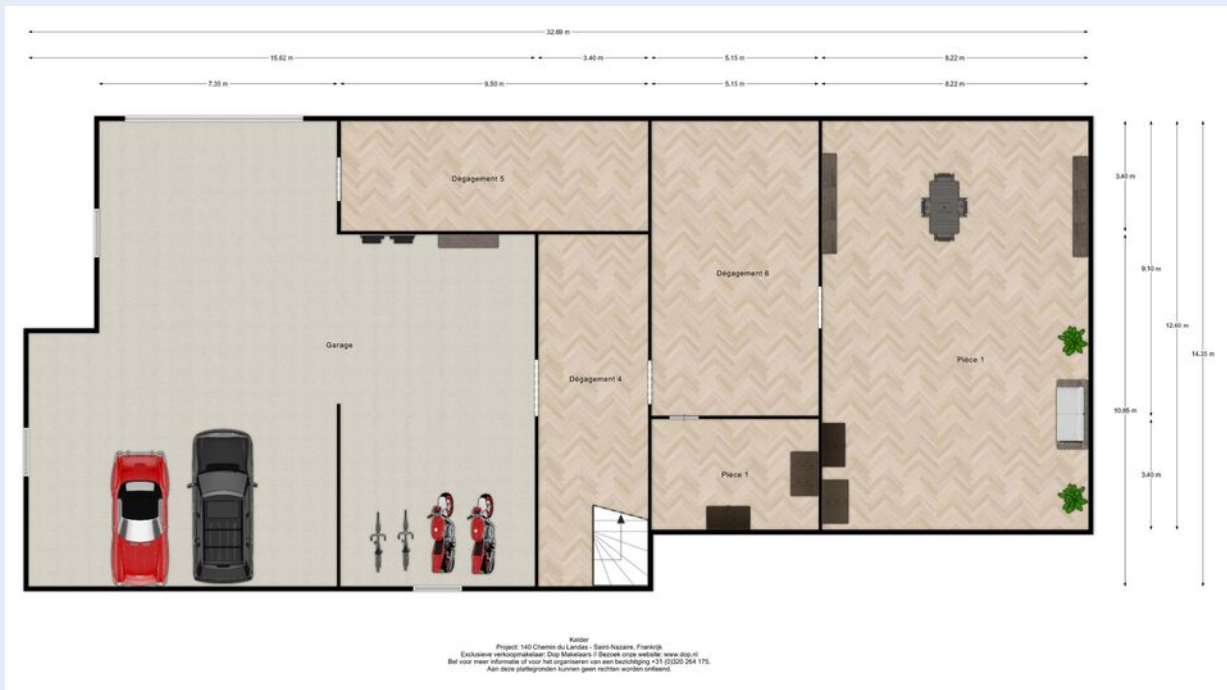 32.69 m
15.62 m
3.40 m
5.15 m
8.22 m
7.35 m
9.50 m
5.15 m
8.22 m
Dégagement 5
3.40 m
Dégagement 6
9.10 m
12.60 m
Garage
14.35 m
Pièce 1
Dégagement 4
10.85 m
Pièce 1
3.40 m
Kelder
Project: 140 Chemin du Landas - Saint-Nazaire, Frankrijk
Exclusieve verkoopmakelaar: Dop Makelaars // Bezoek onze website: www.dop.nl
Bel voor meer informatie of voor het organiseren van een bezichtiging +31 (0)320 264 175.
Aan deze plattegronden kunnen geen rechten worden ontleend.